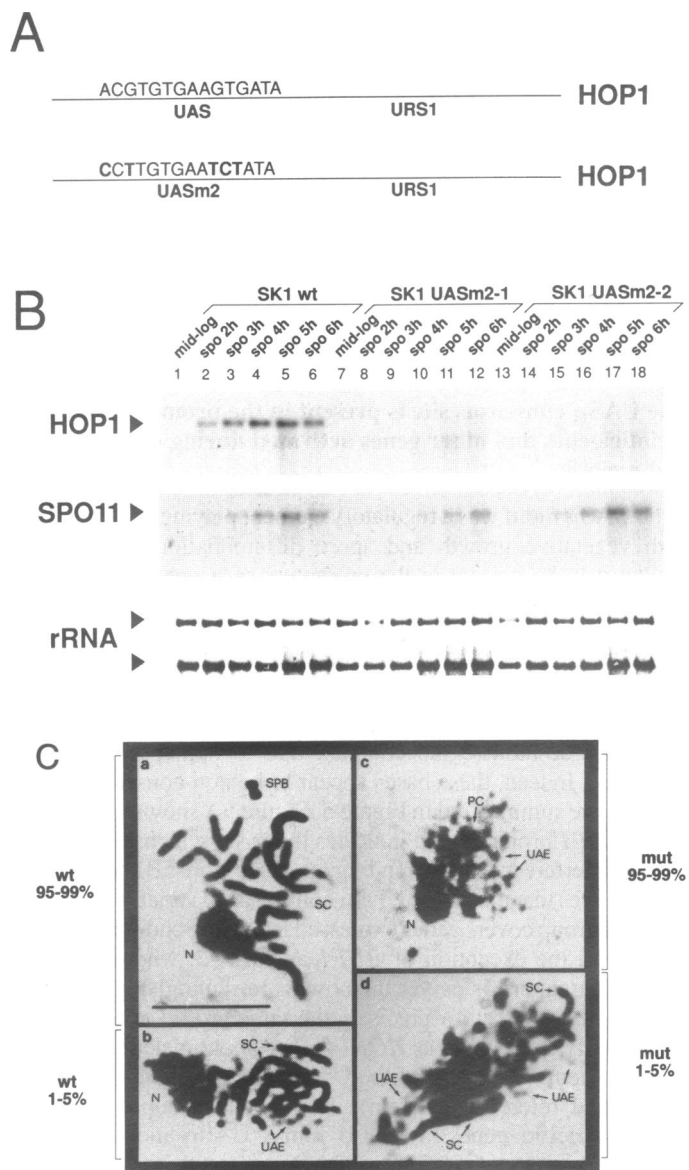 A
ACGTGTGAAGTGATA
UAS URS1 HOP1
CCTTGTGAATCTATA
UASm2 URS1 HOP1
B
SK1 wt SK1 UASm2-1 SK1 UASm2-2
mid-log spo 2h spo 3h spo 4h spo 5h spo 6h mid-log spo 2h spo 3h spo 4h spo 5h spo 6h mid-log spo 2h spo 3h spo 4h spo 5h spo 6h
1 2 3 4 5 6 7 8 9 10 11 12 13 14 15 16 17 18
HOP1
SPO11
rRNA
C
wt
95-99%
wt
1-5%
a
SPB
SC
N
b
SC
N
UAE
c
PC
UAE
N
d
SC
UAE
UAE
SC
mut
95-99%
mut
1-5%